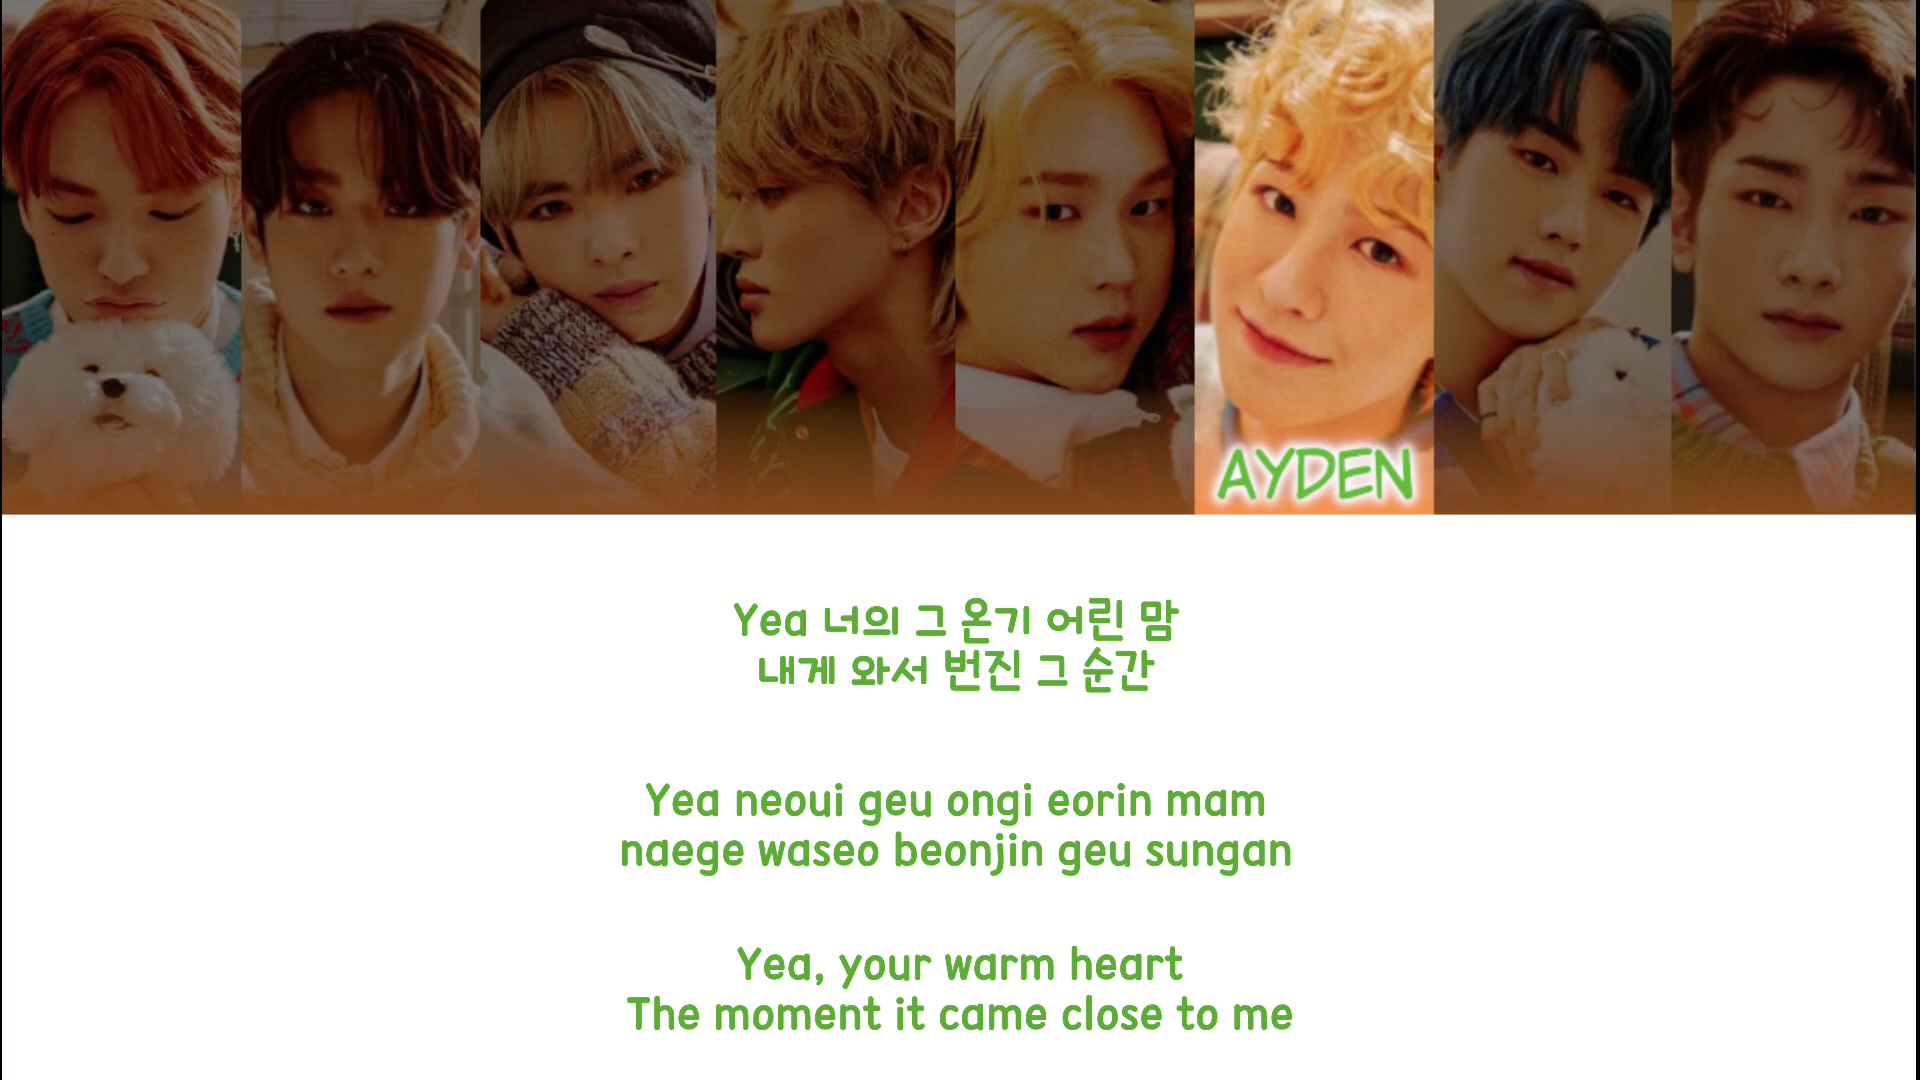 AYDEN
Yea 너의 그 온기 어린 맘
내게 와서 번진 그 순간
Yea neoui geu ongi eorin mam
naege waseo beonjin geu sungan
Yea, your warm heart
The moment it came close to me